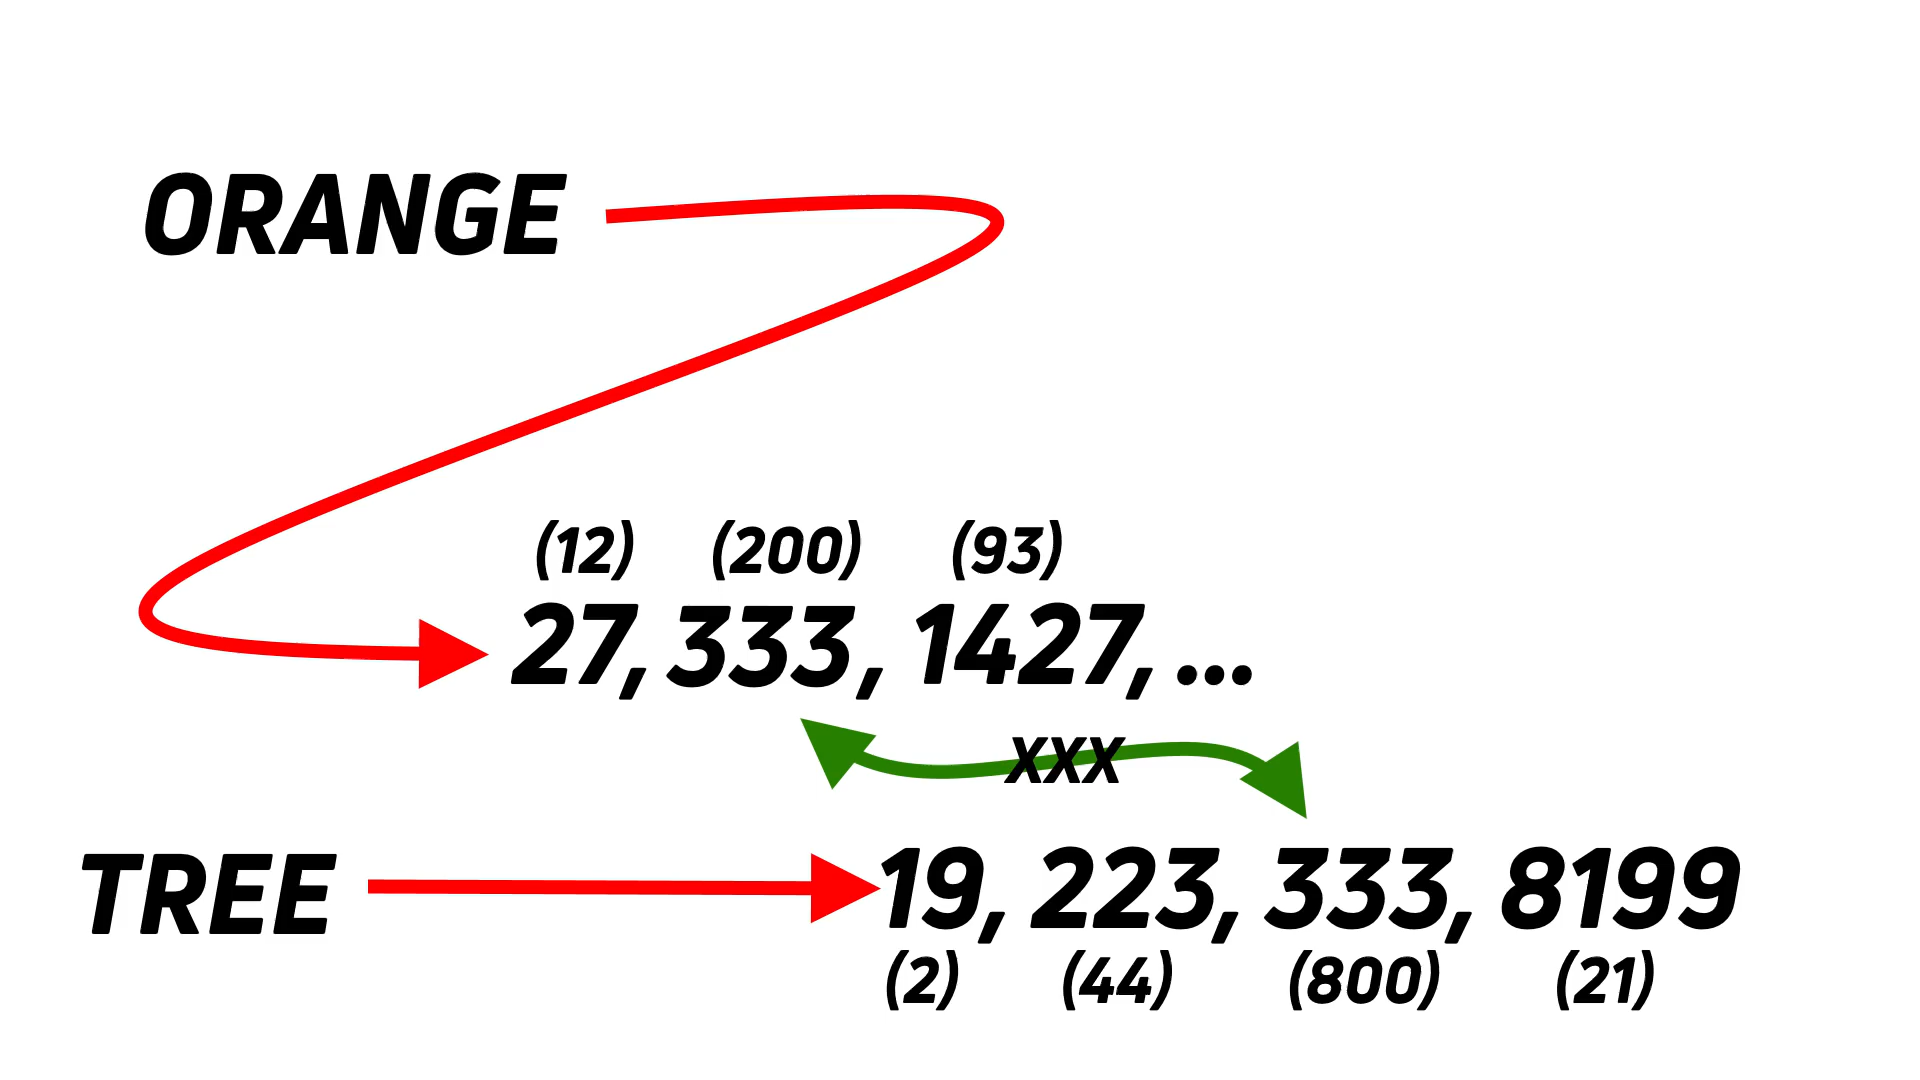 ORANGE
(12) (200) (93)
27, 333, 1427, ...
XXX
TREE
19, 223, 333, 8199
(2) (44) (800) (21)